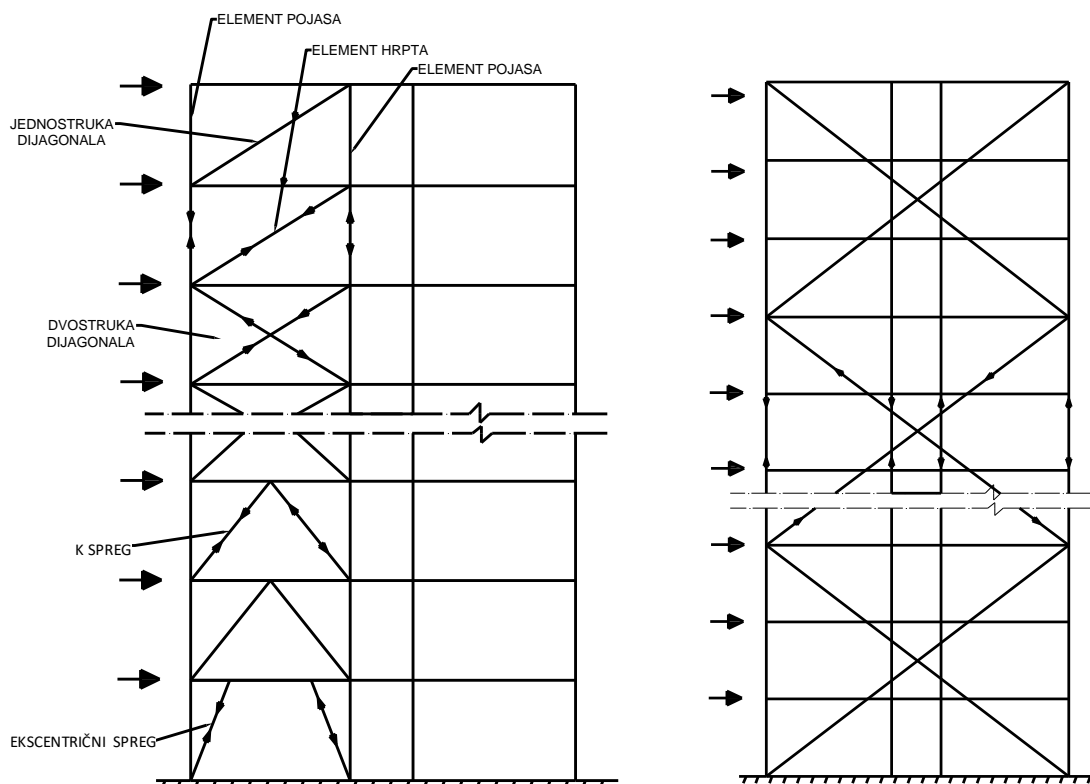 ELEMENT POJASA
ELEMENT HRPTA
ELEMENT POJASA
JEDNOSTRUKA
DIJAGONALA
DVOSTRUKA
DIJAGONALA
K SPREG
EKSCENTRIČNI SPREG